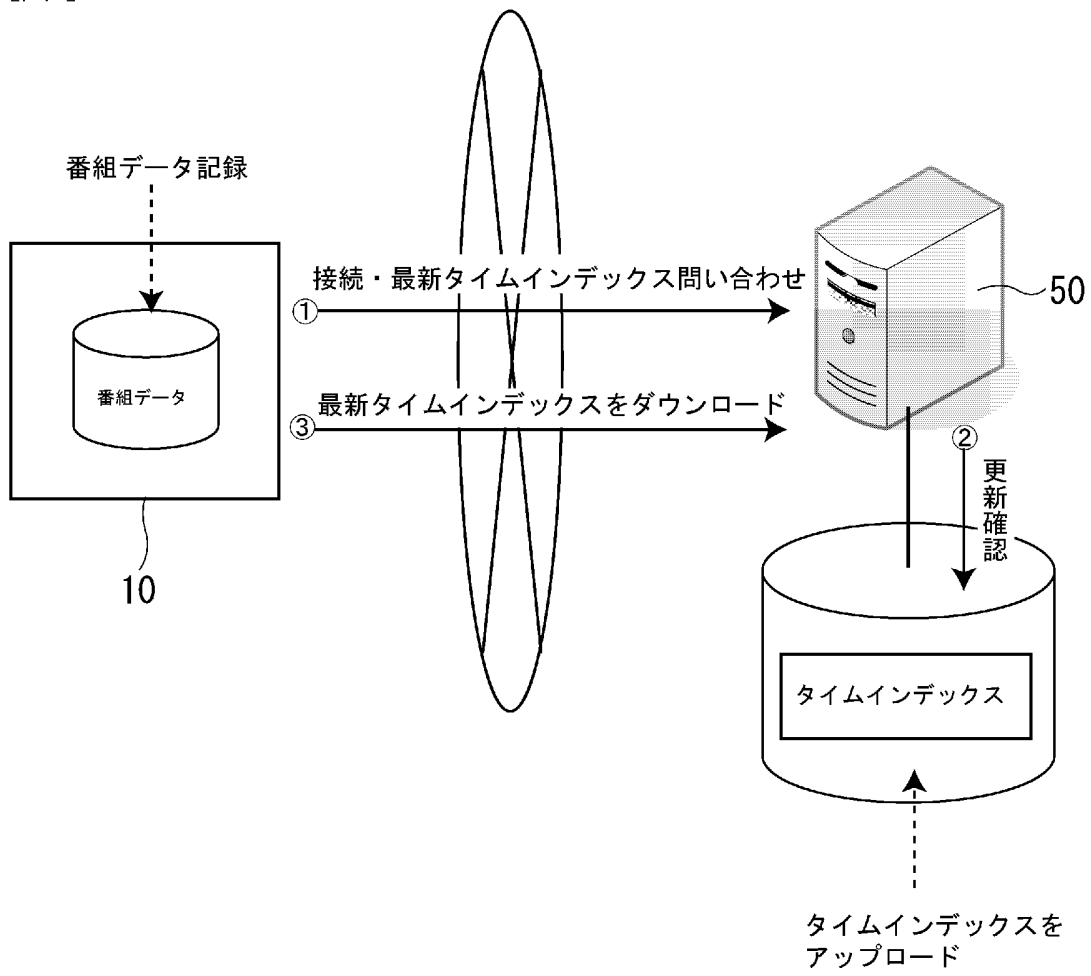 番組データ記録
接続・最新タイムインデックス問い合わせ
①
50
番組データ
最新タイムインデックスをダウンロード
③
②
更新確認
10
タイムインデックス
タイムインデックスを
アップロード